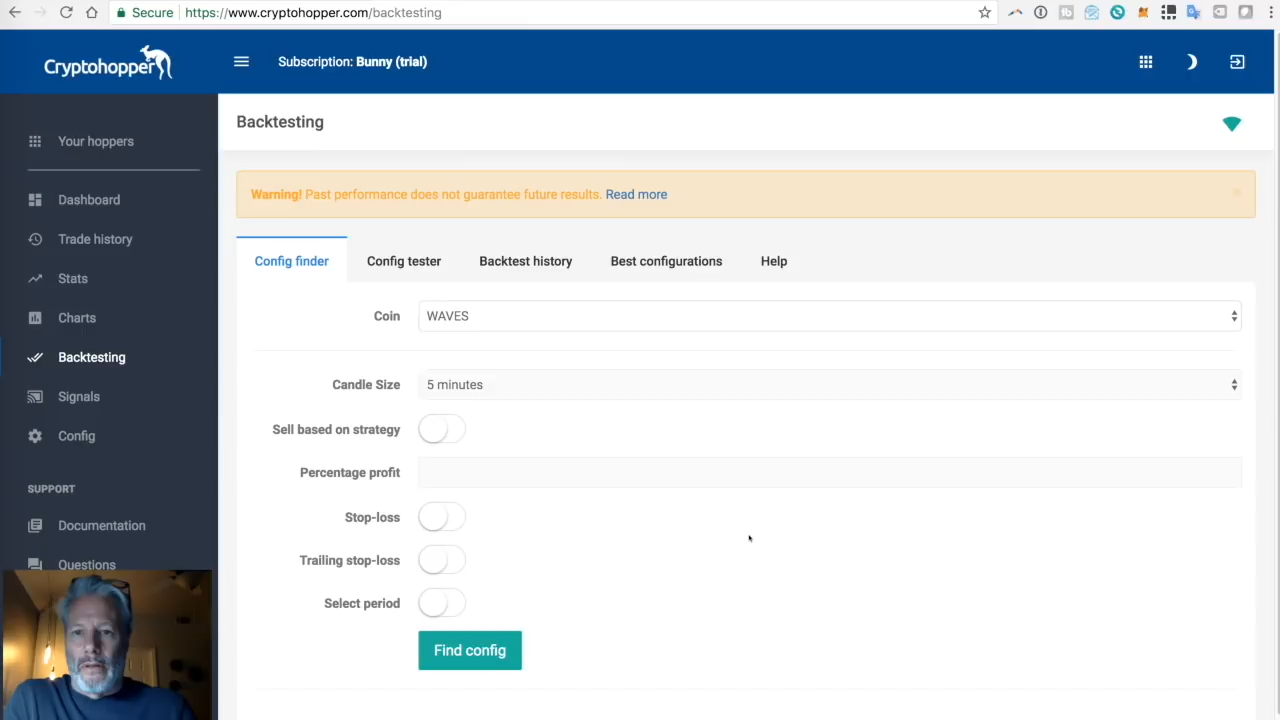 Secure https://www.cryptohopper.com/backtesting
Cryptohopper
Subscription: Bunny (trial)
Your hoppers
Dashboard
Trade history
Stats
Charts
Backtesting
Signals
Config
SUPPORT
Documentation
Questions
Backtesting
Warning! Past performance does not guarantee future results. Read more
Config finder Config tester Backtest history Best configurations Help
Coin WAVES
Candle Size 5 minutes
Sell based on strategy
Percentage profit
Stop-loss
Trailing stop-loss
Select period
Find config